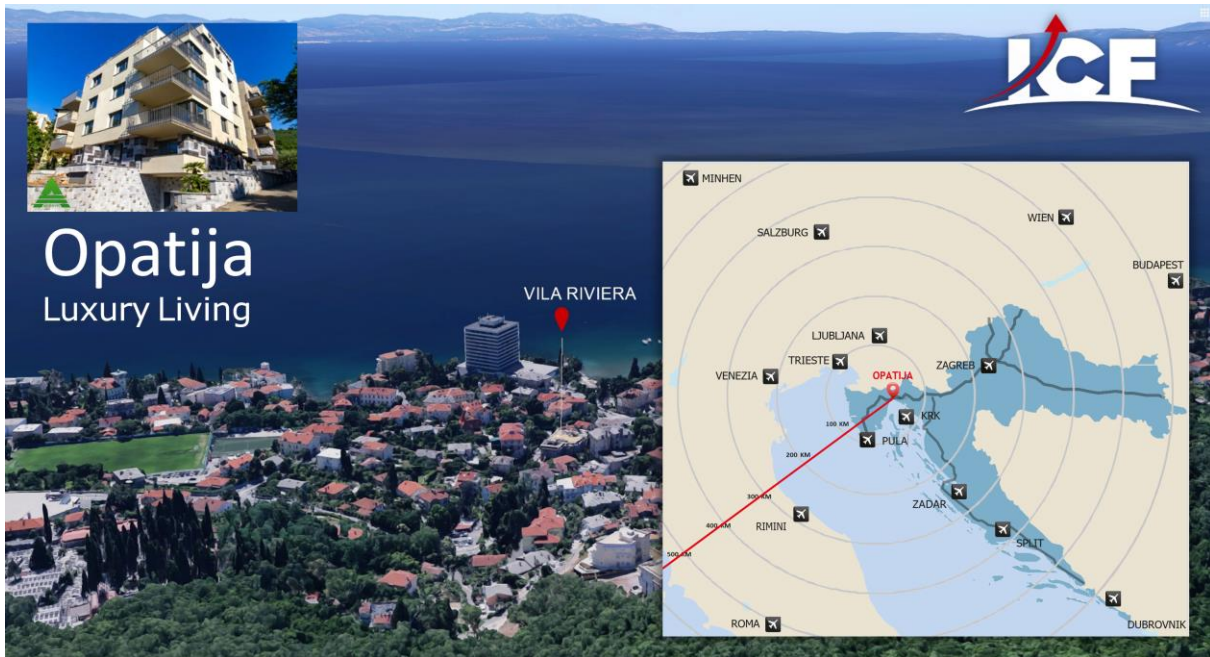 ICF
Opatija
Luxury Living
VILA RIVIERA
MINHEN
WIEN
SALZBURG
BUDAPEST
LJUBLJANA
TRIESTE
ZAGREB
VENEZIA
OPATIJA
KRK
100 KM
PULA
200 KM
300 KM
ZADAR
RIMINI
400 KM
SPLIT
500 KM
ROMA
DUBROVNIK